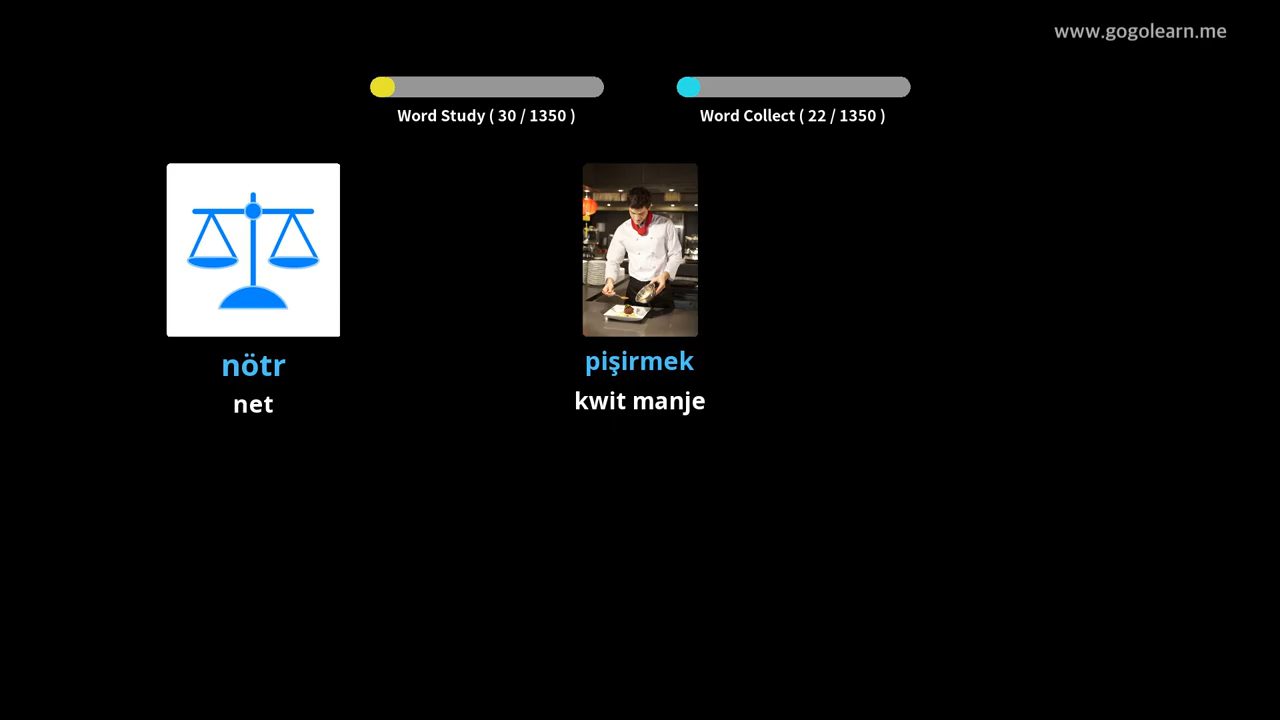 www.gogolearn.me
Word Study ( 30 / 1350 )
Word Collect ( 22 / 1350 )
nötr
net
pişirmek
kwit manje